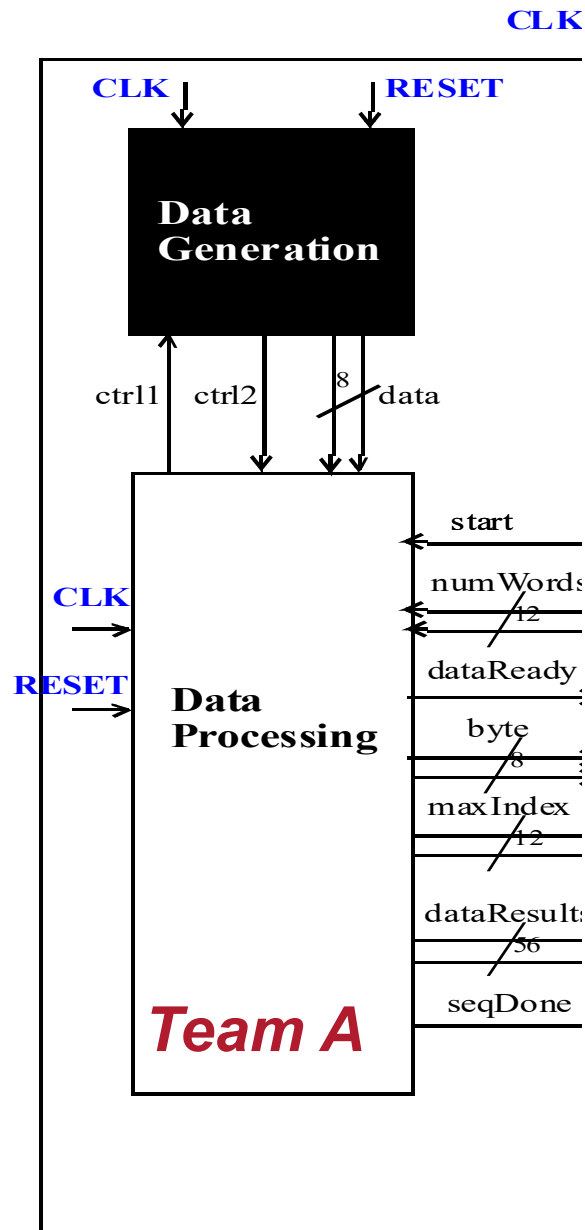 CLK
CLK
RESET
Data
Generation
ctrl1
ctrl2
8
data
start
numWords
12
CLK
dataReady
RESET
Data
Processing
byte
8
maxIndex
12
dataResults
56
seqDone
Team A